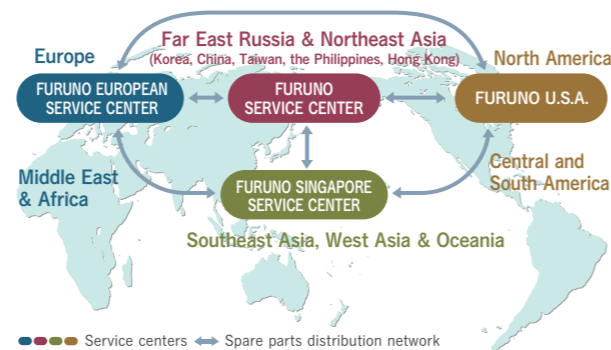 Far East Russia & Northeast Asia
(Korea, China, Taiwan, the Philippines, Hong Kong)
Europe
North America
FURUNO EUROPEAN
SERVICE CENTER
FURUNO
SERVICE CENTER
FURUNO U.S.A.
Middle East
& Africa
FURUNO SINGAPORE
SERVICE CENTER
Central and
South America
Southeast Asia, West Asia & Oceania
Service centers
Spare parts distribution network